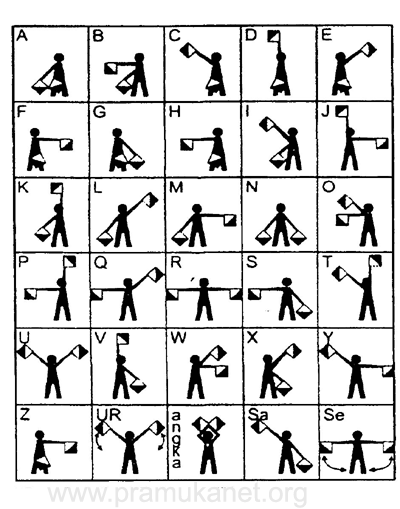 A B C D E
F G H I J
K L M N O
P Q R S T
U V W X Y
Z UR angka Sa Se
www.pramukanet.org